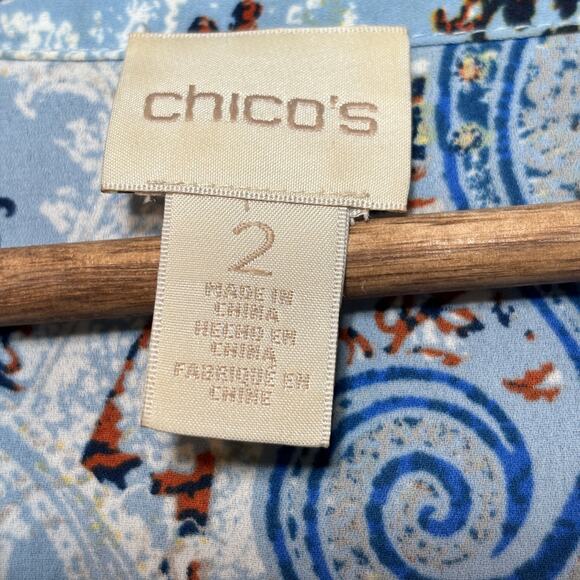 chico's
2
MADE IN
CHINA
HECHO EN
CHINA
FABRIQUÉ EN
CHINE